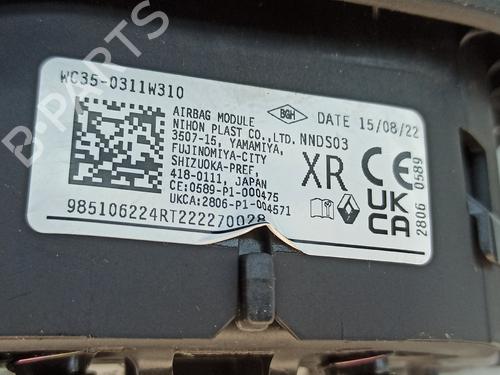 WC35-0311W310
AIRBAG MODULE
NIHON PLAST CO.,LTD. NNDS03
3507-15, YAMAMIYA,
FUJINOMIYA-CITY
SHIZUOKA-PREF,
418-0111, JAPAN
CE:0589-P1-000475
UKCA:2806-P1-004571
985106224RT222270028
BGH
DATE 15/08/22
XR
CE
UK
CA
2806 0589
B-PARTS